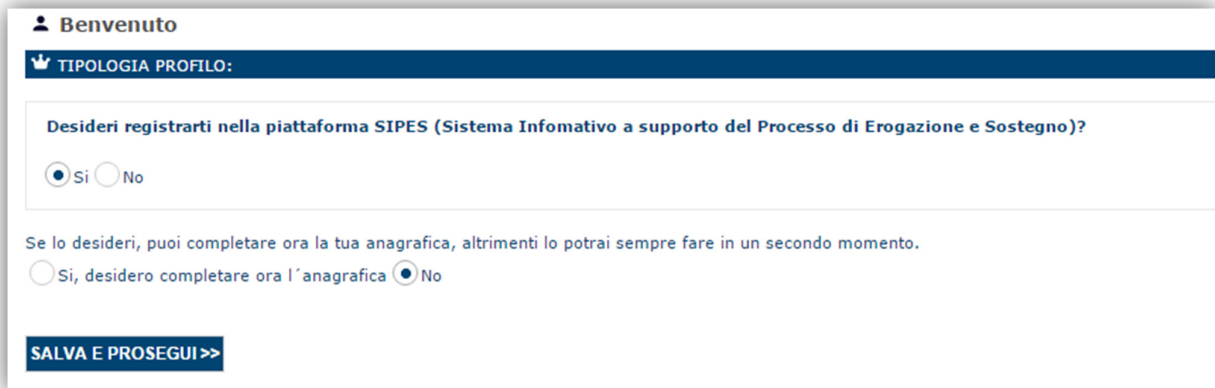 Benvenuto
TIPOLOGIA PROFILO:
Desideri registrarti nella piattaforma SIPES (Sistema Infomativo a supporto del Processo di Erogazione e Sostegno)?
Si No
Se lo desideri, puoi completare ora la tua anagrafica, altrimenti lo potrai sempre fare in un secondo momento.
Si, desidero completare ora l´anagrafica No
SALVA E PROSEGUI >>